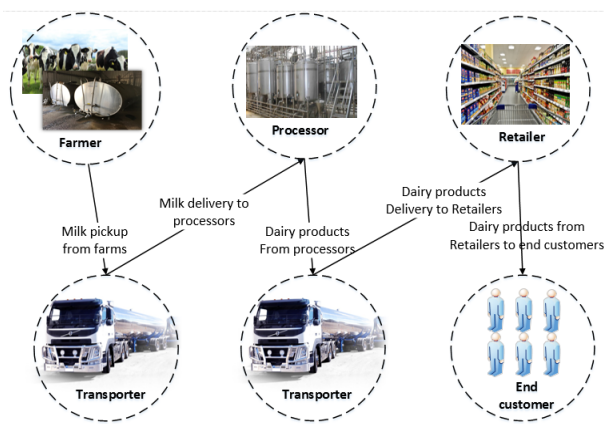 Farmer
Processor
Retailer
Milk pickup
from farms
Milk delivery to
processors
Dairy products
From processors
Dairy products
Delivery to Retailers
Dairy products from
Retailers to end customers
Transporter
Transporter
End
customer